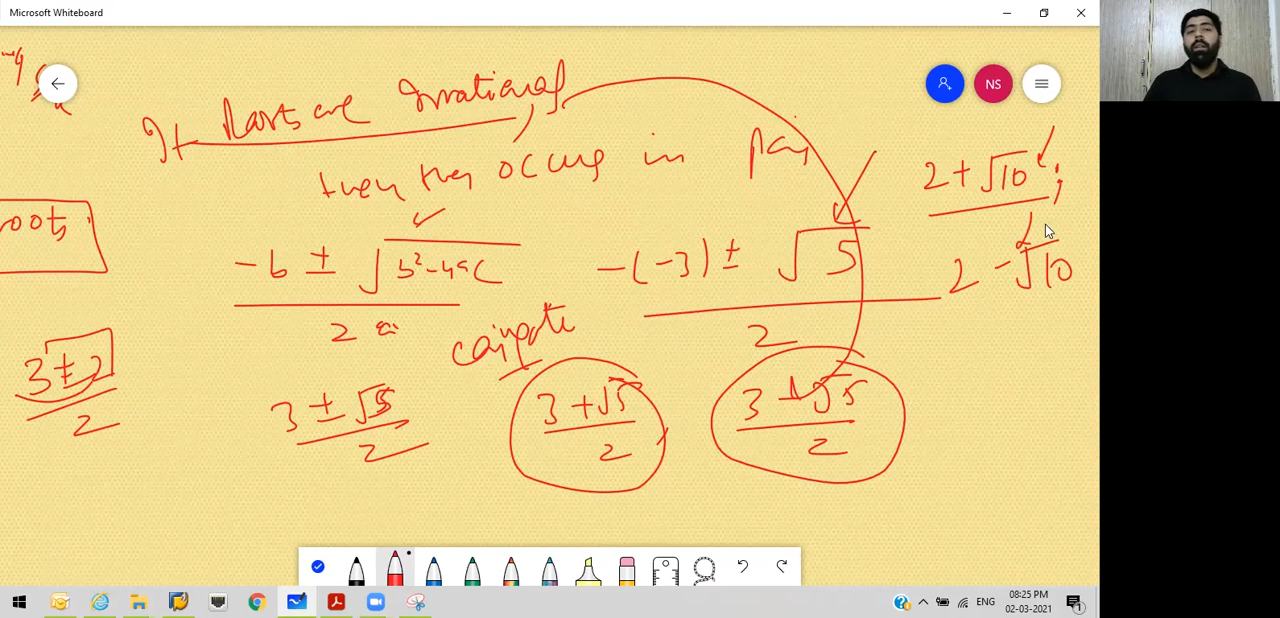 Microsoft Whiteboard
NS
If Roots are irrational,
then they occurs in Pair
2 + √10 ;
2 - √10
roots
-b ± √b²-4ac
2a
-(-3) ± √5
2
3 ± 2
2
conjugate
3 ± √5
2
3 + √5
2
3 - √5
2
ENG
08:25 PM
02-03-2021
1